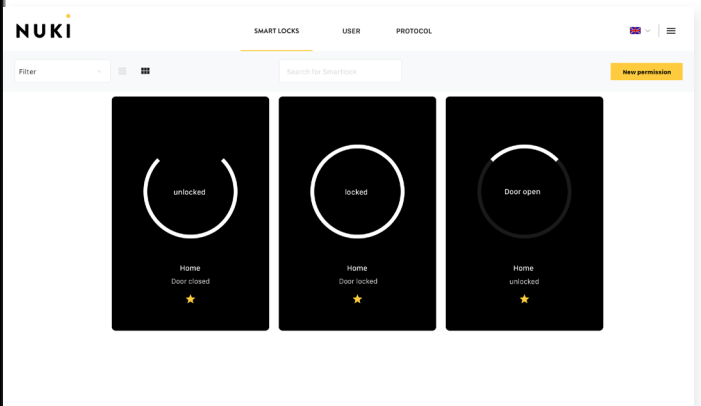 NUKI
SMART LOCKS
USER
PROTOCOL
Filter
Search for Smartlock
New permission
unlocked
Home
Door closed
locked
Home
Door locked
Door open
Home
unlocked